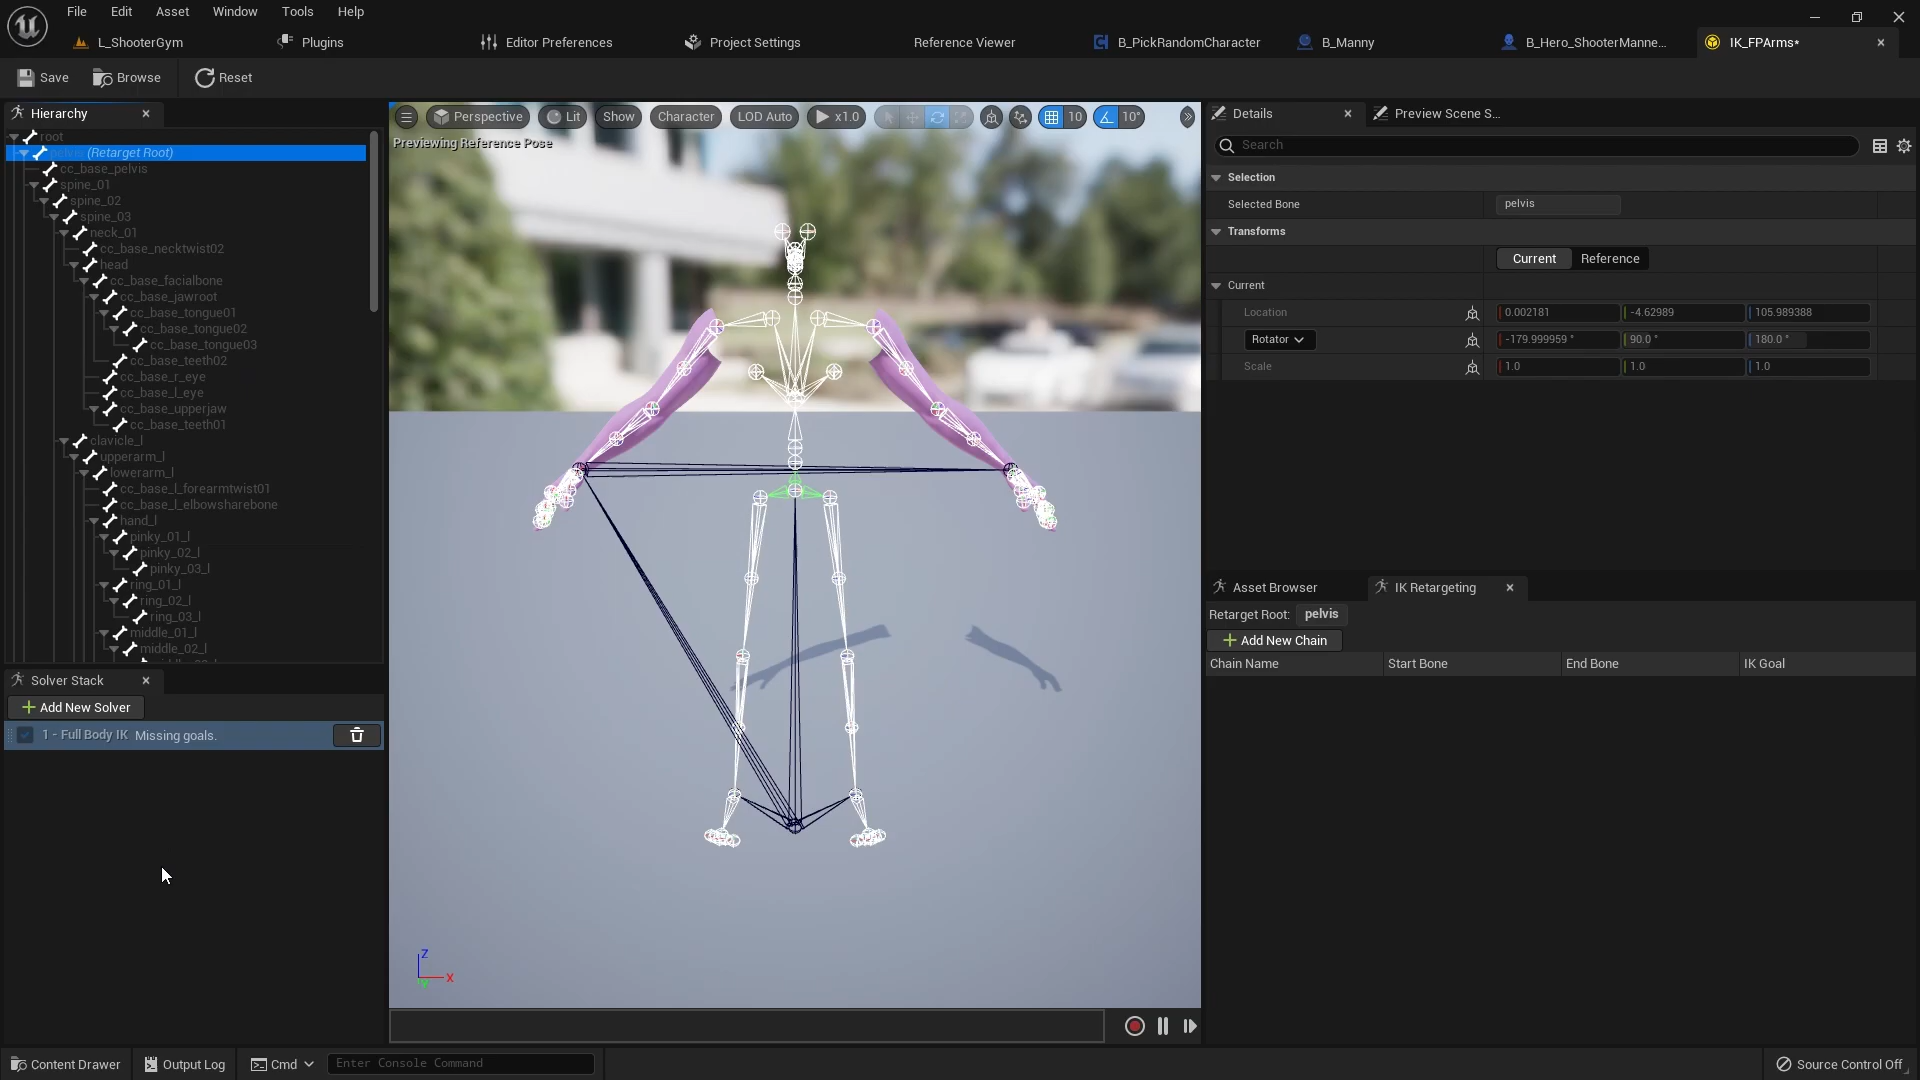 File Edit Asset Window Tools Help
L_ShooterGym Plugins Editor Preferences Project Settings Reference Viewer B_PickRandomCharacter B_Manny B_Hero_ShooterManne... IK_FPArms*
Save Browse Reset
Hierarchy
root
pelvis (Retarget Root)
cc_base_pelvis
spine_01
spine_02
spine_03
neck_01
cc_base_necktwist02
head
cc_base_facialbone
cc_base_jawroot
cc_base_tongue01
cc_base_tongue02
cc_base_tongue03
cc_base_teeth02
cc_base_r_eye
cc_base_l_eye
cc_base_upperjaw
cc_base_teeth01
clavicle_l
upperarm_l
lowerarm_l
cc_base_l_forearmtwist01
cc_base_l_elbowsharebone
hand_l
pinky_01_l
pinky_02_l
pinky_03_l
ring_01_l
ring_02_l
ring_03_l
middle_01_l
middle_02_l
Solver Stack
Add New Solver
1 - Full Body IK Missing goals.
Perspective Lit Show Character LOD Auto x1.0 10 10°
Previewing Reference Pose
Z
X
Y
Details Preview Scene S...
Search
Selection
Selected Bone pelvis
Transforms
Current Reference
Current
Location 0.002181 -4.62989 105.989388
Rotator -179.999959 ° 90.0 ° 180.0 °
Scale 1.0 1.0 1.0
Asset Browser IK Retargeting
Retarget Root: pelvis
Add New Chain
Chain Name Start Bone End Bone IK Goal
Content Drawer Output Log Cmd Enter Console Command Source Control Off